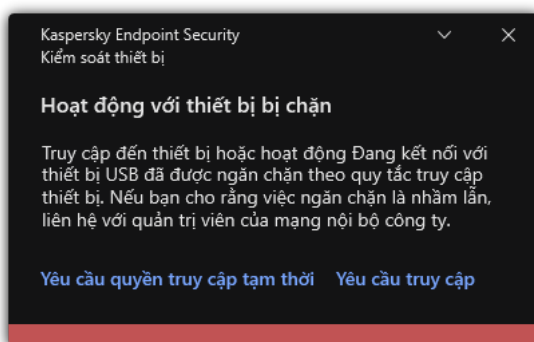 Kaspersky Endpoint Security
Kiểm soát thiết bị
Hoạt động với thiết bị bị chặn
Truy cập đến thiết bị hoặc hoạt động Đang kết nối với
thiết bị USB đã được ngăn chặn theo quy tắc truy cập
thiết bị. Nếu bạn cho rằng việc ngăn chặn là nhầm lẫn,
liên hệ với quản trị viên của mạng nội bộ công ty.
Yêu cầu quyền truy cập tạm thời Yêu cầu truy cập